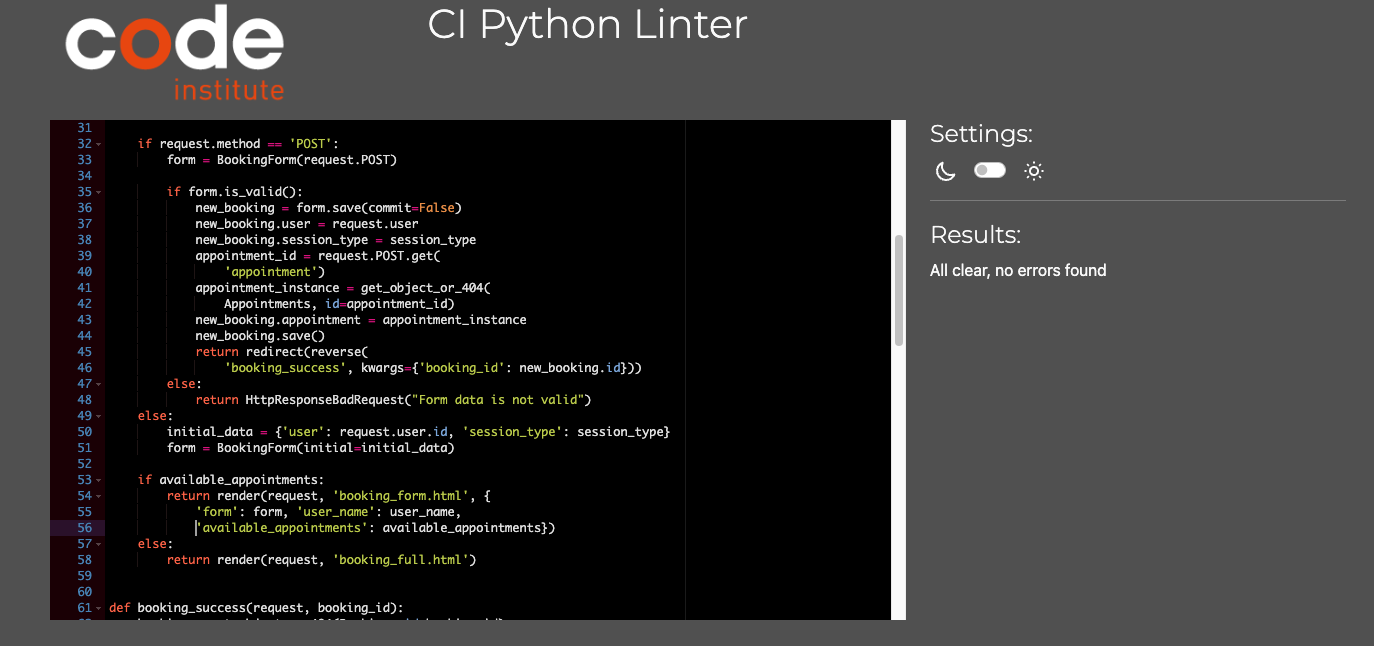 code
institute
CI Python Linter
31
32 if request.method == 'POST':
33 form = BookingForm(request.POST)
34
35 if form.is_valid():
36 new_booking = form.save(commit=False)
37 new_booking.user = request.user
38 new_booking.session_type = session_type
39 appointment_id = request.POST.get(
40 'appointment')
41 appointment_instance = get_object_or_404(
42 Appointments, id=appointment_id)
43 new_booking.appointment = appointment_instance
44 new_booking.save()
45 return redirect(reverse(
46 'booking_success', kwargs={'booking_id': new_booking.id}))
47 else:
48 return HttpResponseBadRequest("Form data is not valid")
49 else:
50 initial_data = {'user': request.user.id, 'session_type': session_type}
51 form = BookingForm(initial=initial_data)
52
53 if available_appointments:
54 return render(request, 'booking_form.html', {
55 'form': form, 'user_name': user_name,
56 'available_appointments': available_appointments})
57 else:
58 return render(request, 'booking_full.html')
59
60
61 def booking_success(request, booking_id):
Settings:
Results:
All clear, no errors found